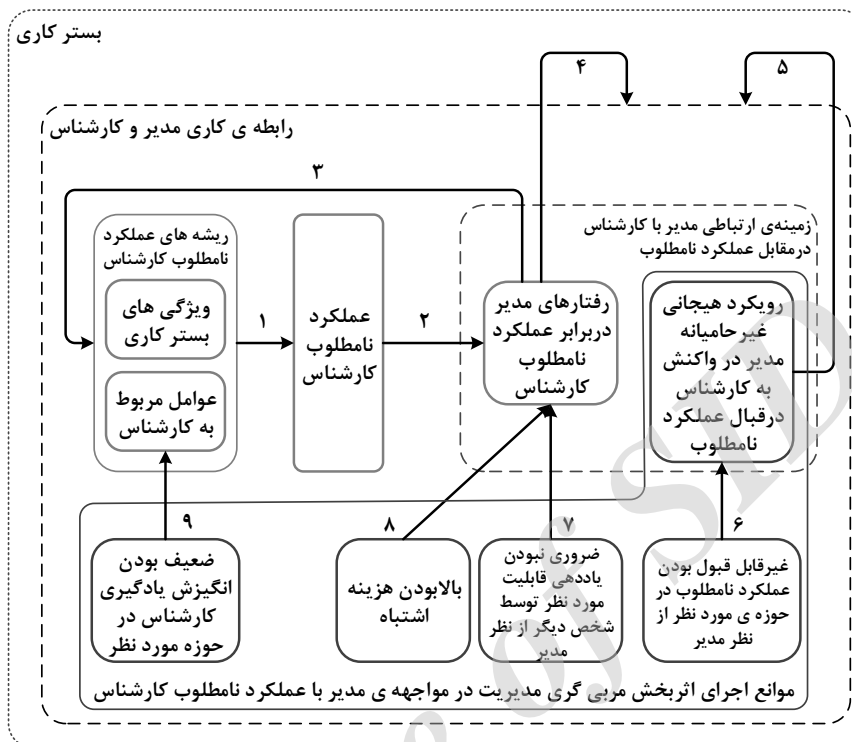 بستر کاری
۴
۵
رابطه ی کاری مدیر و کارشناس
۳
زمینه‌ی ارتباطی مدیر با کارشناس
درمقابل عملکرد نامطلوب
ریشه های عملکرد
نامطلوب کارشناس
ویژگی های
بستر کاری
عوامل مربوط
به کارشناس
۱
عملکرد
نامطلوب
کارشناس
۲
رفتارهای مدیر
دربرابر عملکرد
نامطلوب
کارشناس
رویکرد هیجانی
غیرحامیانه
مدیر در واکنش
به کارشناس
درقبال عملکرد
نامطلوب
۹
۸
۷
۶
ضعیف بودن
انگیزش یادگیری
کارشناس در
حوزه مورد نظر
بالابودن هزینه
اشتباه
ضروری نبودن
یاددهی قابلیت
مورد نظر توسط
شخص دیگر از نظر
مدیر
غیرقابل قبول بودن
عملکرد نامطلوب در
حوزه ی مورد نظر از
نظر مدیر
موانع اجرای اثربخش مربی گری مدیریت در مواجهه ی مدیر با عملکرد نامطلوب کارشناس
of SID